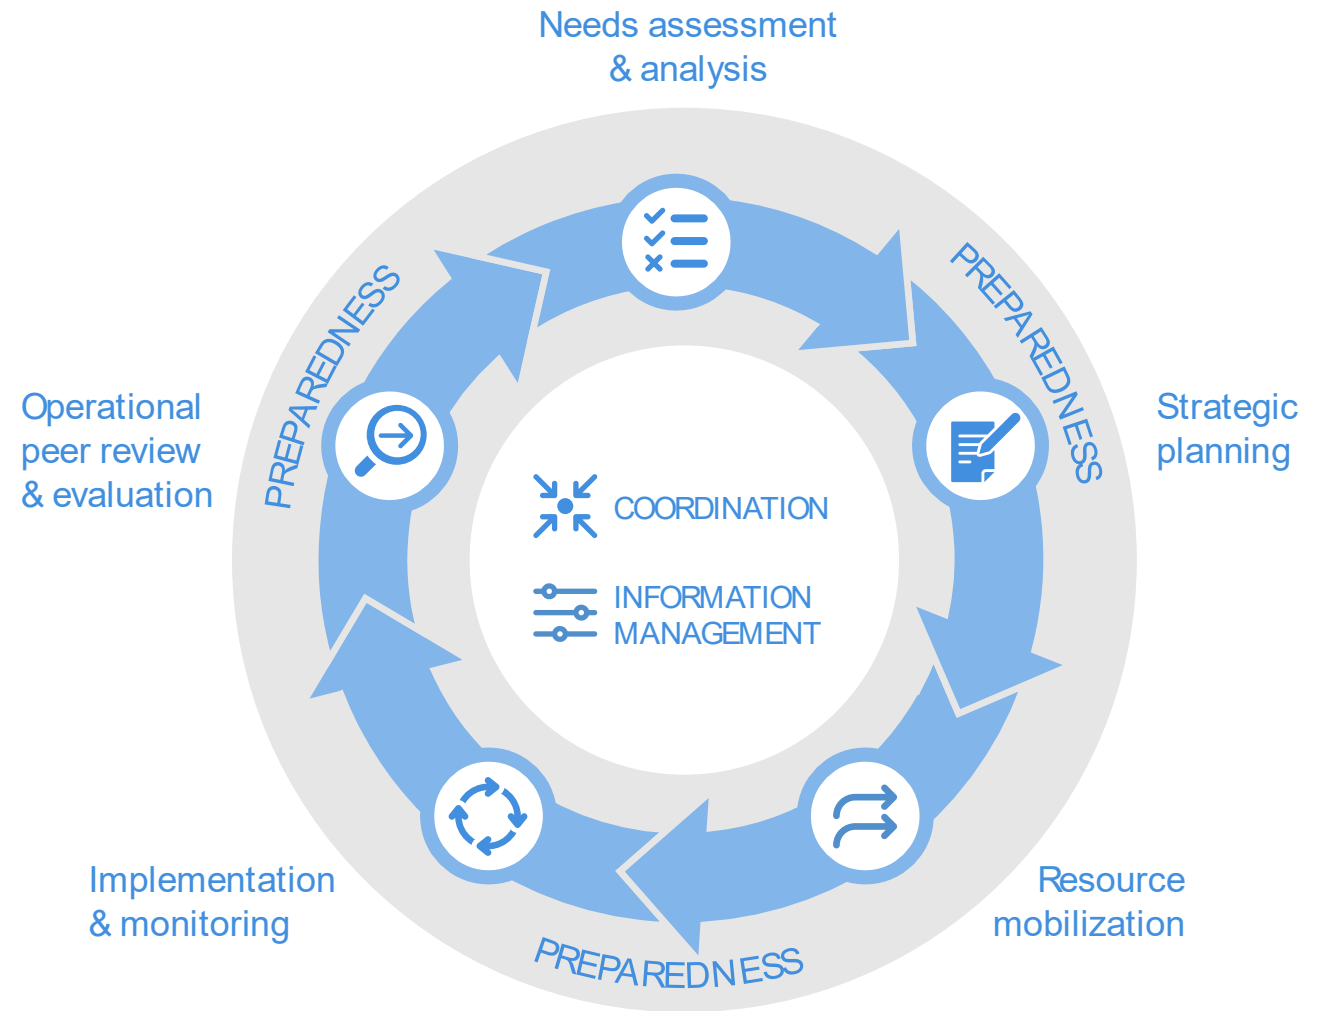 Needs assessment
& analysis
PREPAREDNESS
PREPAREDNESS
Operational
peer review
& evaluation
Strategic
planning
COORDINATION
INFORMATION
MANAGEMENT
Implementation
& monitoring
Resource
mobilization
PREPAREDNESS